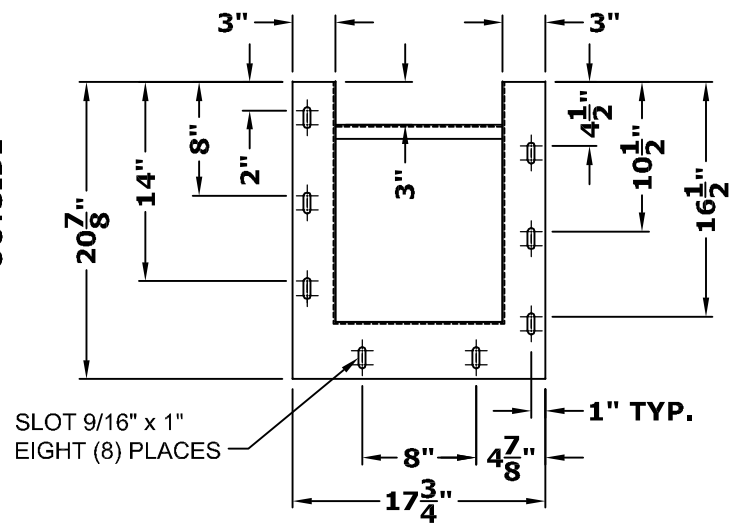 3" 3"
20 7/8"
14"
8"
2"
3"
4 1/2"
10 1/2"
16 1/2"
1" TYP.
SLOT 9/16" x 1"
EIGHT (8) PLACES
8" 4 7/8"
17 3/4"